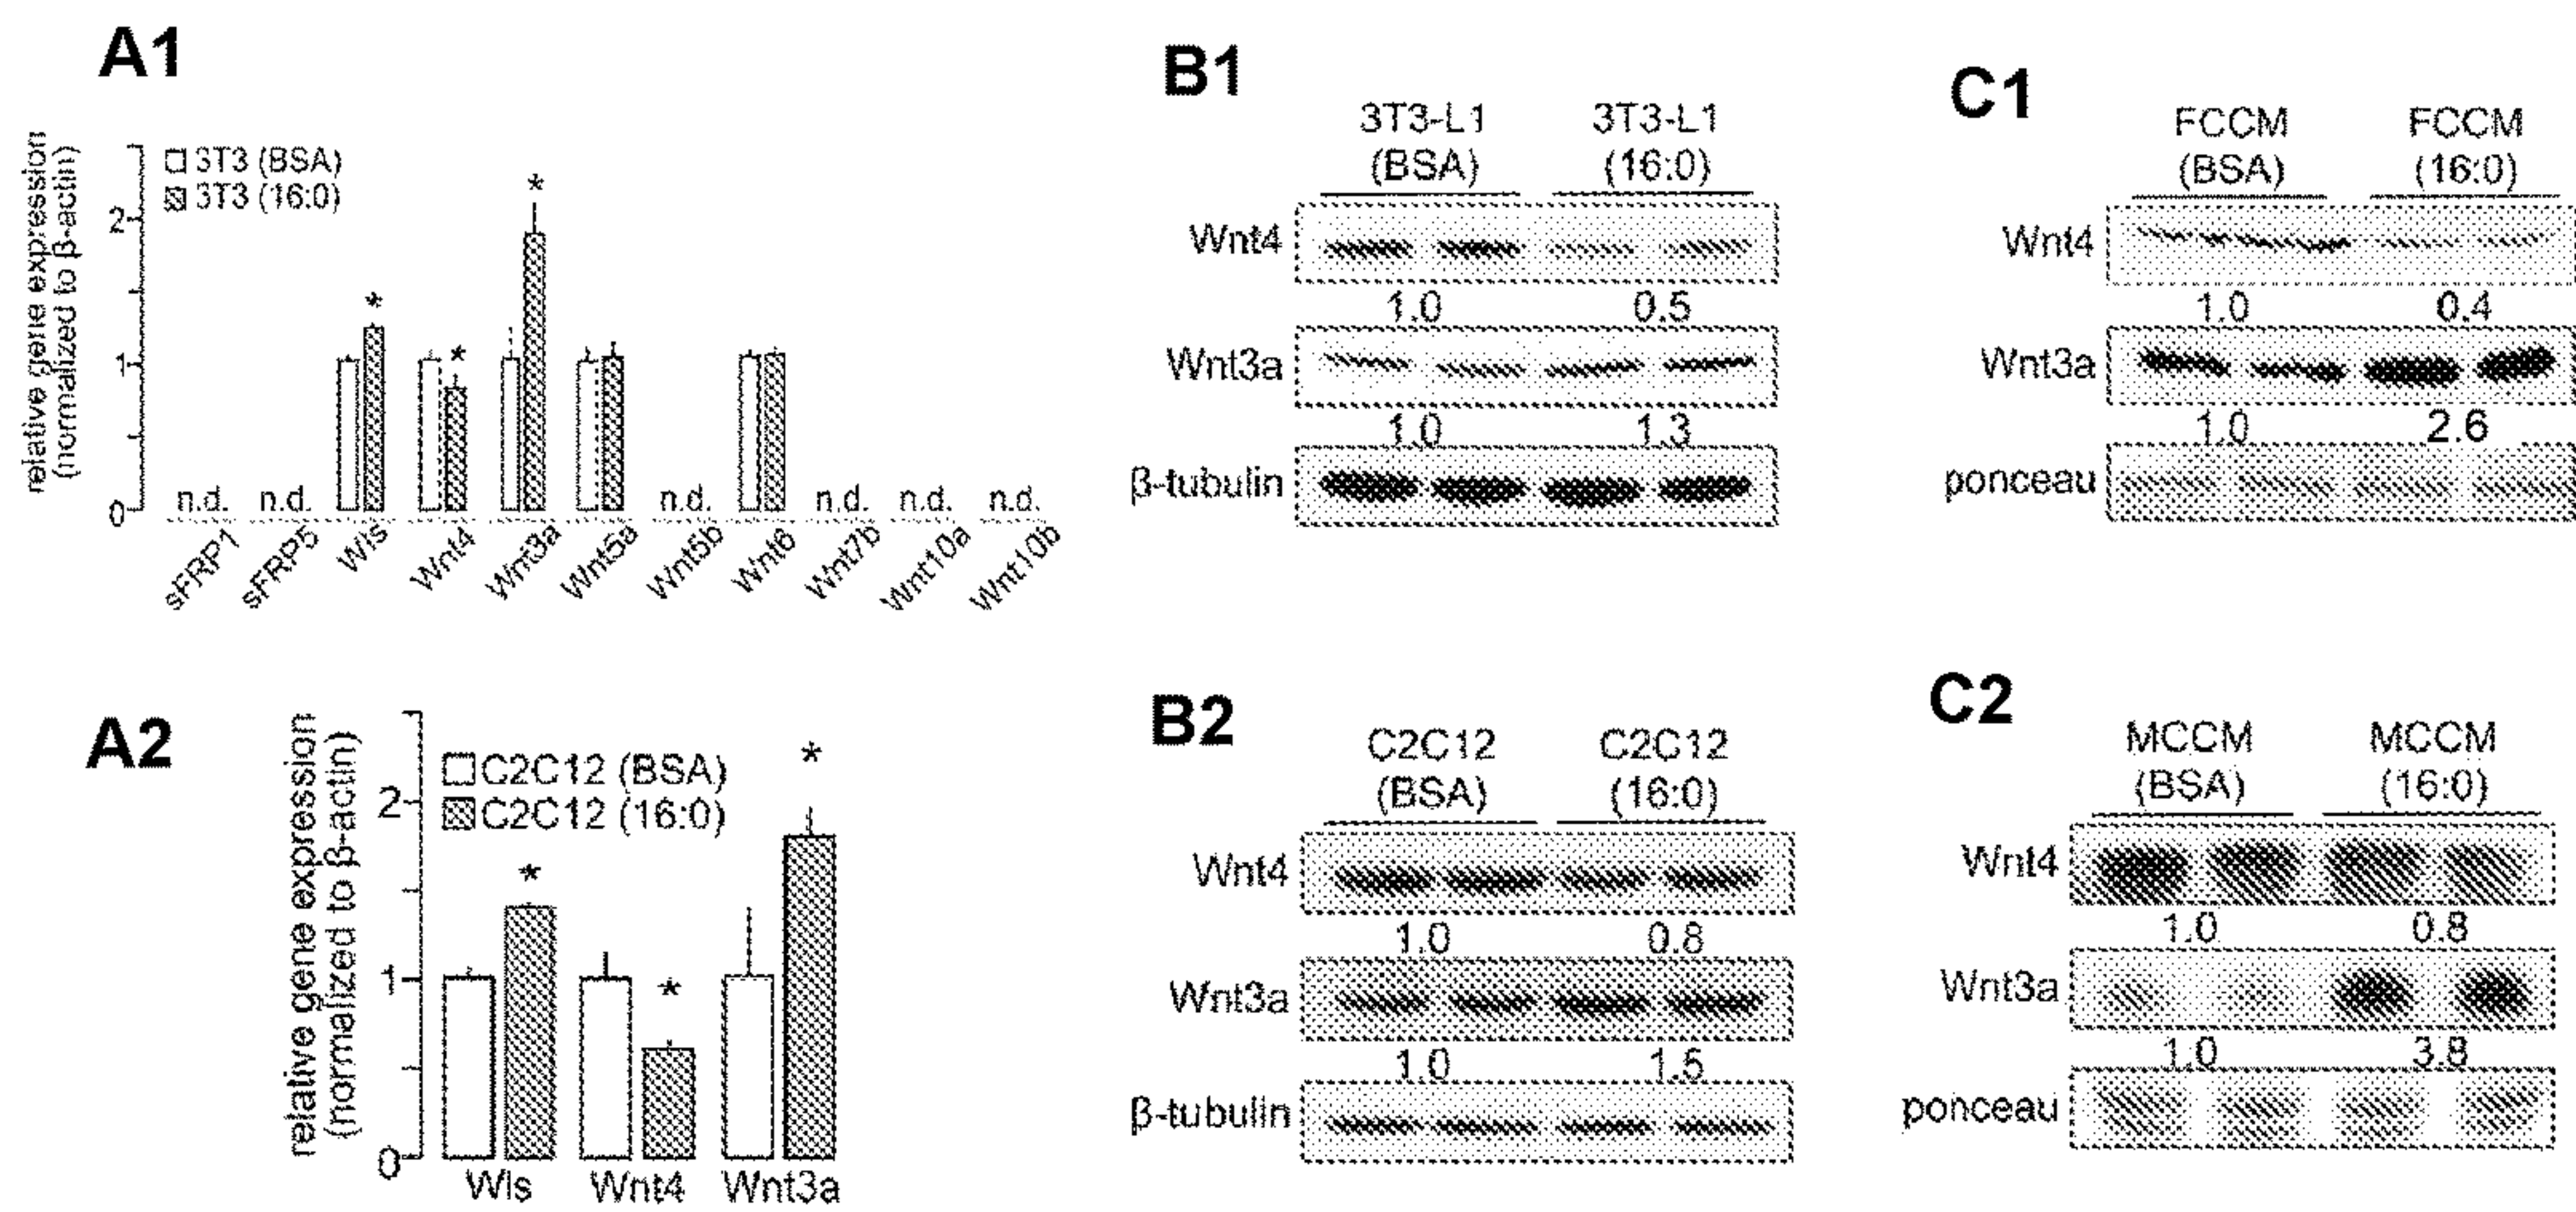 A1
relative gene expression
(normalized to β-actin)
3T3 (BSA)
3T3 (16:0)
2
1
0
*
*
*
n.d.
n.d.
n.d.
n.d.
n.d.
n.d.
sFRP1
sFRP5
Wls
Wnt4
Wnt3a
Wnt5a
Wnt5b
Wnt6
Wnt7b
Wnt10a
Wnt10b
B1
3T3-L1
(BSA)
3T3-L1
(16:0)
Wnt4
1.0
0.5
Wnt3a
1.0
1.3
β-tubulin
C1
FCCM
(BSA)
FCCM
(16:0)
Wnt4
1.0
0.4
Wnt3a
1.0
2.6
ponceau
A2
relative gene expression
(normalized to β-actin)
C2C12 (BSA)
C2C12 (16:0)
2
1
0
*
*
*
Wls
Wnt4
Wnt3a
B2
C2C12
(BSA)
C2C12
(16:0)
Wnt4
1.0
0.8
Wnt3a
1.0
1.5
β-tubulin
C2
MCCM
(BSA)
MCCM
(16:0)
Wnt4
1.0
0.8
Wnt3a
1.0
3.8
ponceau